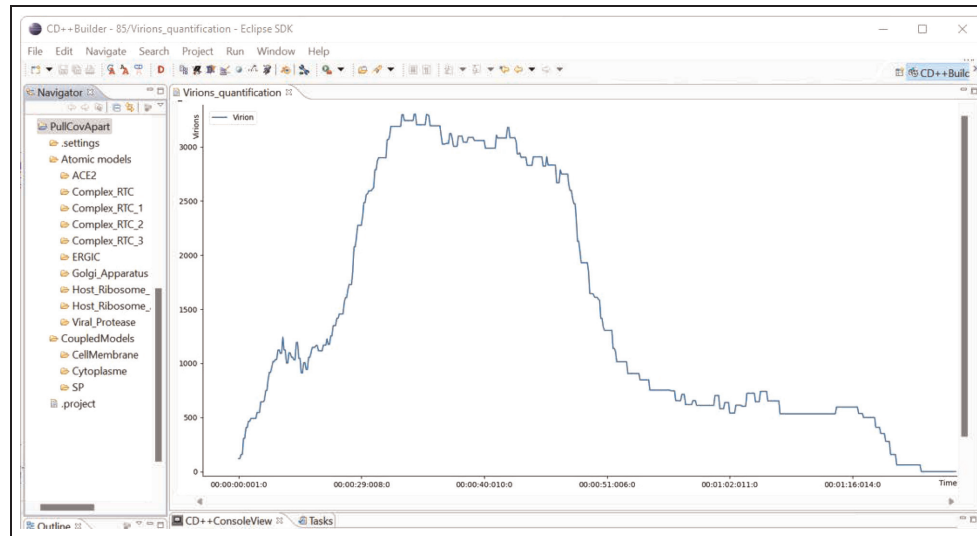 CD++Builder - 85/Virions_quantification - Eclipse SDK
File Edit Navigate Search Project Run Window Help
CD++Builc
Navigator
PullCovApart
.settings
Atomic models
ACE2
Complex_RTC
Complex_RTC_1
Complex_RTC_2
Complex_RTC_3
ERGIC
Golgi_Apparatus
Host_Ribosome_
Host_Ribosome_
Viral_Protease
CoupledModels
CellMembrane
Cytoplasme
SP
.project
Outline
Virions_quantification
Virions
Virion
3000
2500
2000
1500
1000
500
0
00:00:00:001:0 00:00:29:008:0 00:00:40:010:0 00:00:51:006:0 00:01:02:011:0 00:01:16:014:0 Time
CD++ConsoleView Tasks